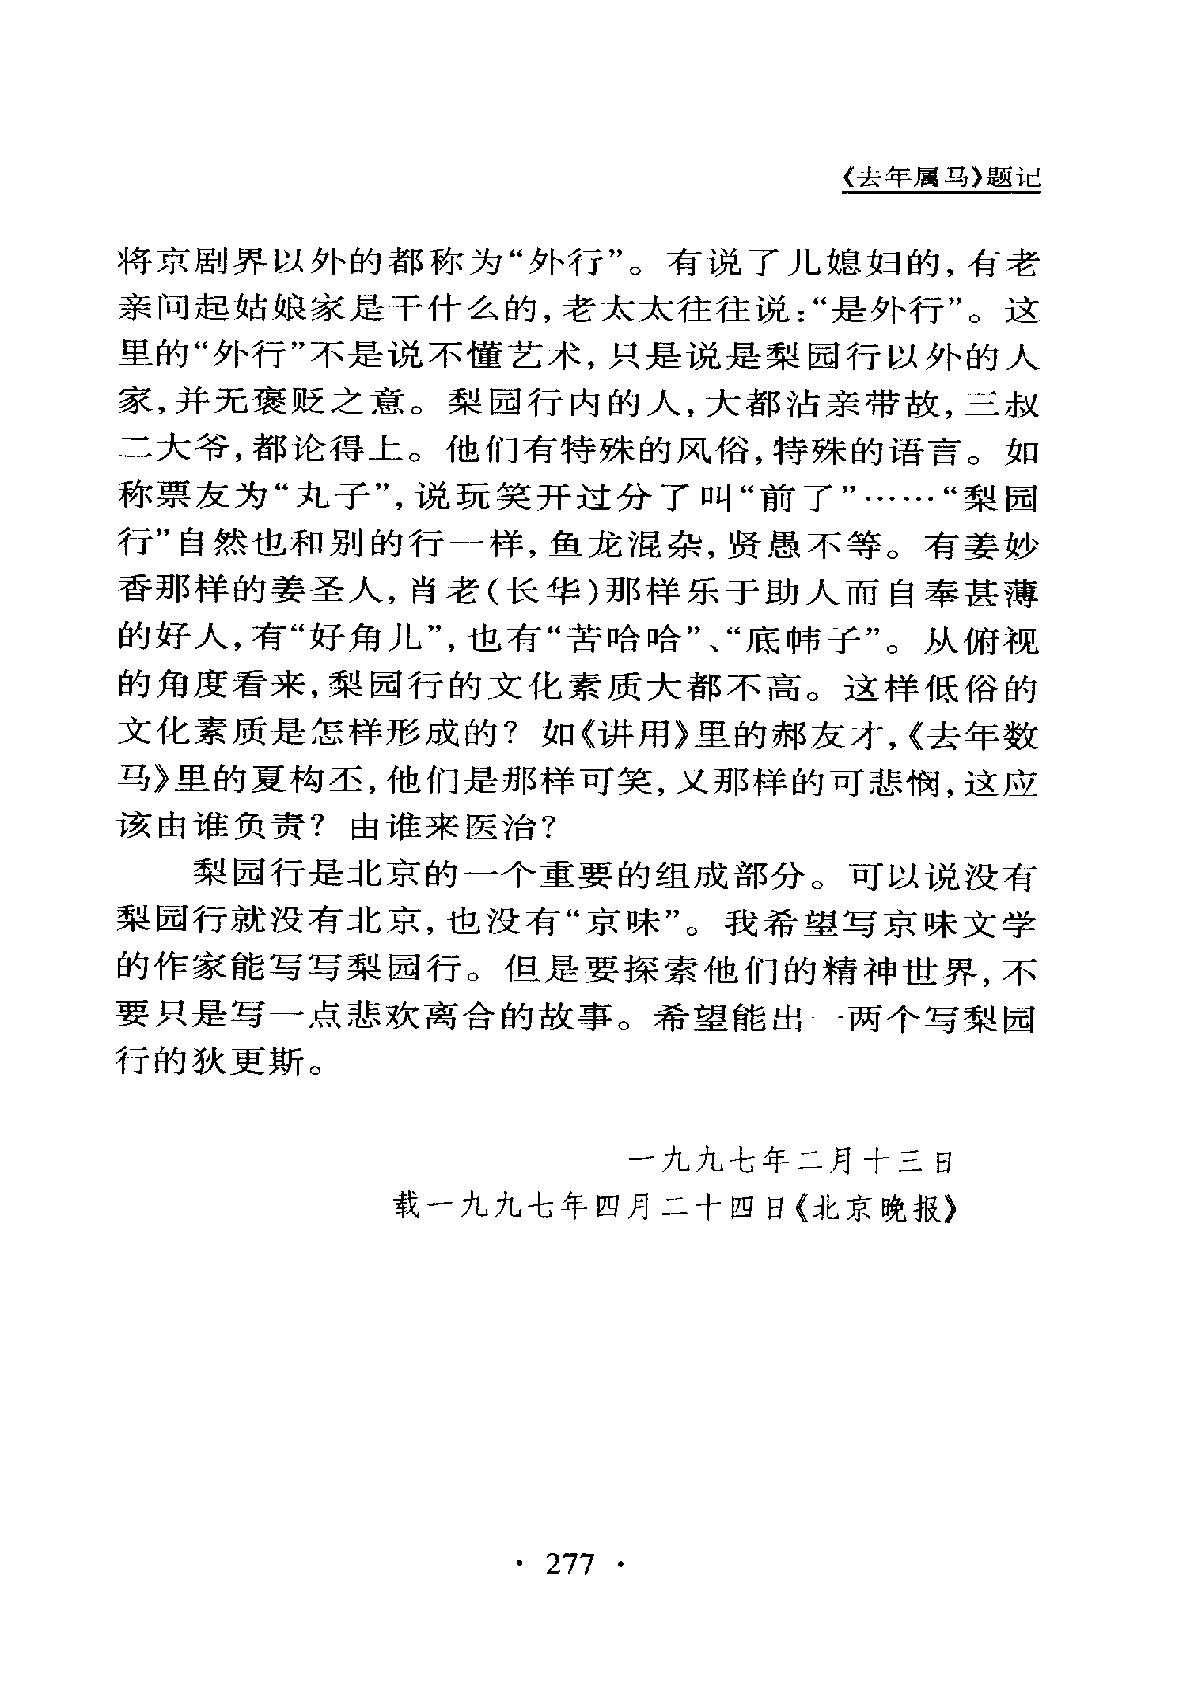 《去年属马》题记
将京剧界以外的都称为“外行”。有说了儿媳妇的,有老
亲问起姑娘家是干什么的,老太太往往说:“是外行”。这
里的“外行”不是说不懂艺术,只是说是梨园行以外的人
家,并无褒贬之意。梨园行内的人,大都沾亲带故,三叔
二大爷,都论得上。他们有特殊的风俗,特殊的语言。如
称票友为“丸子”,说玩笑开过分了叫“前了”……“梨园
行”自然也和别的行一样,鱼龙混杂,贤愚不等。有姜妙
香那样的姜圣人,肖老(长华)那样乐于助人而自奉甚薄
的好人,有“好角儿”,也有“苦哈哈”、“底帏子”。从俯视
的角度看来,梨园行的文化素质大都不高。这样低俗的
文化素质是怎样形成的? 如《讲用》里的郝友才,《去年数
马》里的夏构丕,他们是那样可笑,又那样的可悲悯,这应
该由谁负责? 由谁来医治?
梨园行是北京的一个重要的组成部分。可以说没有
梨园行就没有北京,也没有“京味”。我希望写京味文学
的作家能写写梨园行。但是要探索他们的精神世界,不
要只是写一点悲欢离合的故事。希望能出一两个写梨园
行的狄更斯。
一九九七年二月十三日
载一九九七年四月二十四日《北京晚报》
· 277 ·